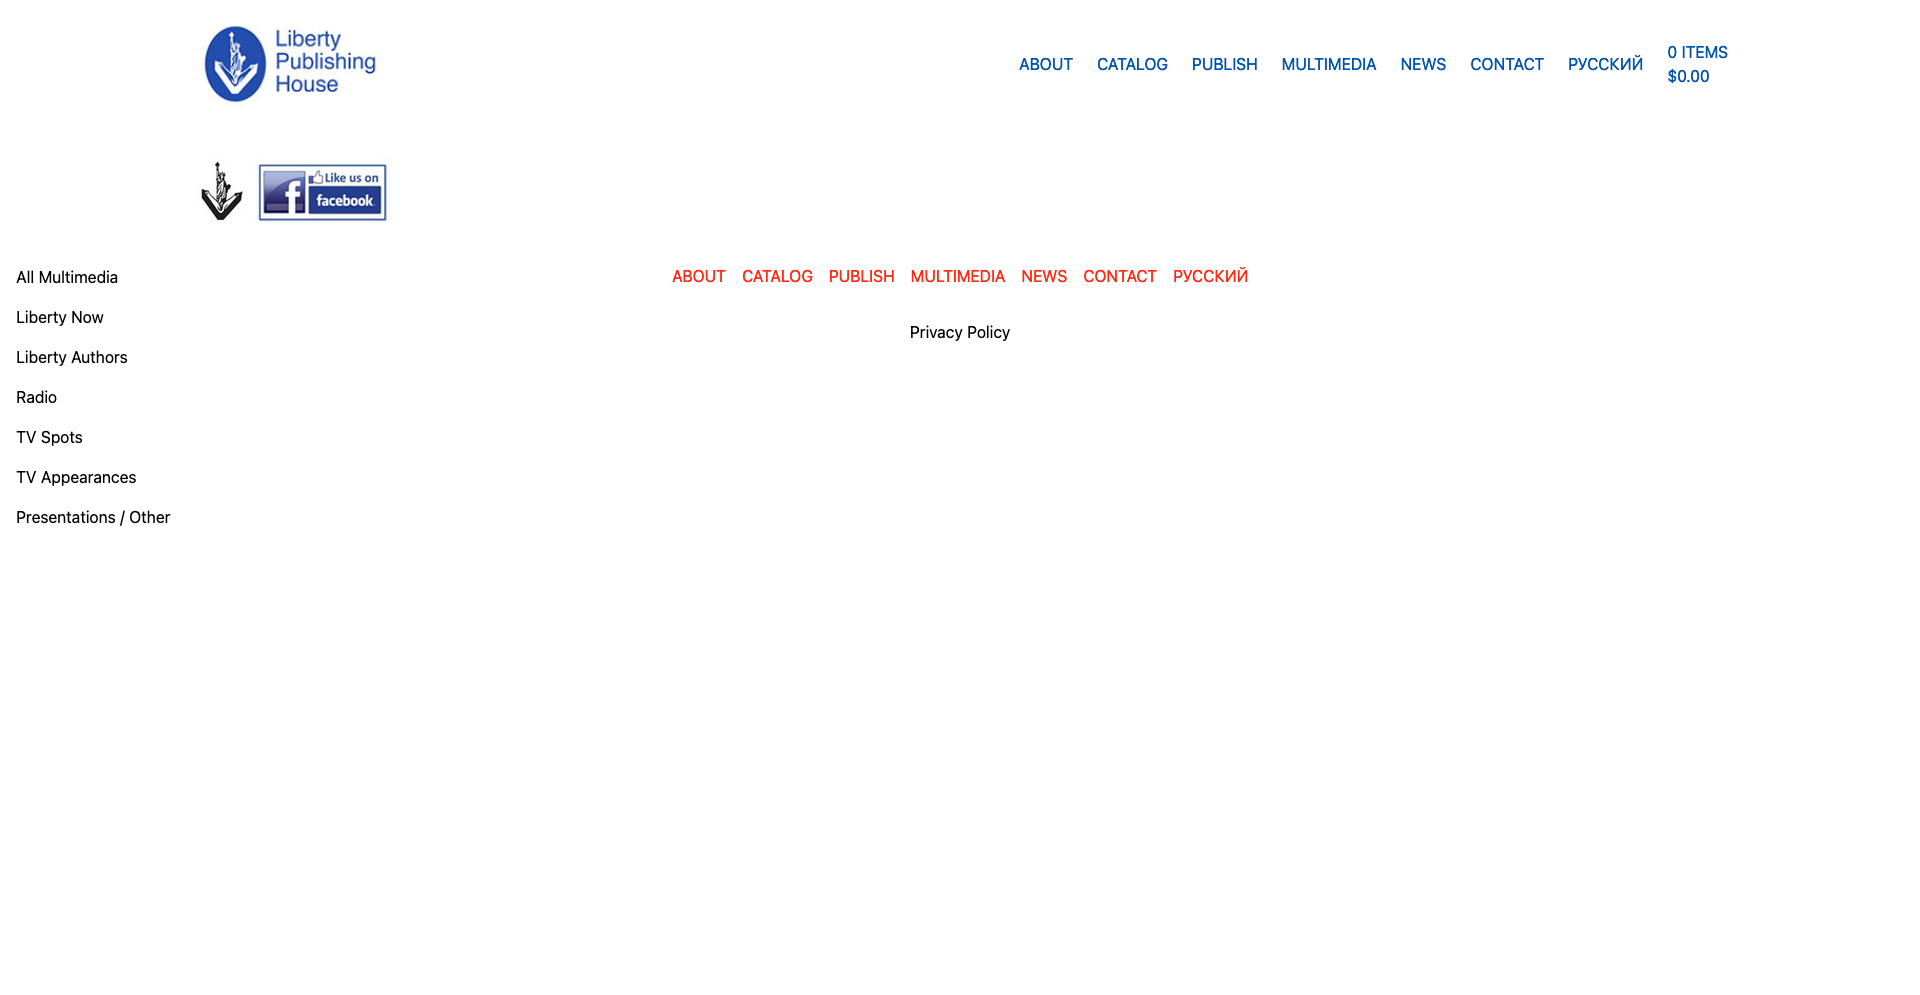 Liberty
Publishing
House
ABOUT CATALOG PUBLISH MULTIMEDIA NEWS CONTACT РУССКИЙ
0 ITEMS
$0.00
Like us on
facebook
All Multimedia
Liberty Now
Liberty Authors
Radio
TV Spots
TV Appearances
Presentations / Other
ABOUT CATALOG PUBLISH MULTIMEDIA NEWS CONTACT РУССКИЙ
Privacy Policy